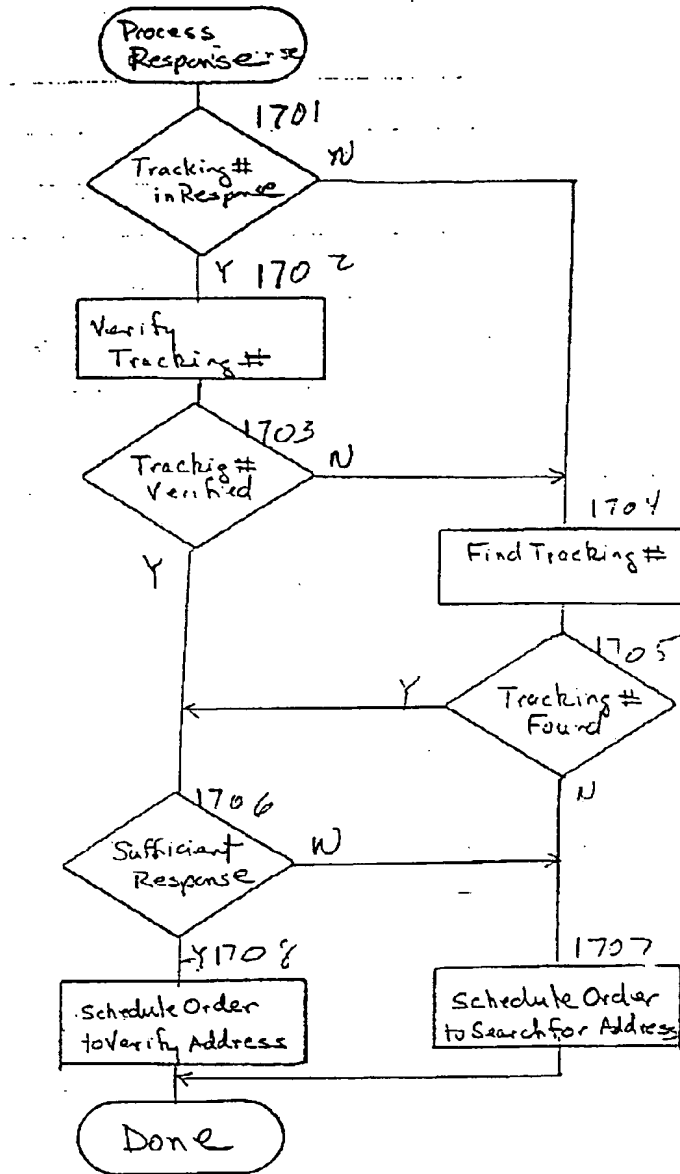 Process
Response
1701
Tracking#
in Response
N
Y
1702
Verify
Tracking #
1703
Trackig #
Verified
N
Y
1704
Find Tracking #
1705
Tracking #
Found
Y
N
1706
Sufficient
Response
N
Y
1708
Schedule Order
to Verify Address
1707
Schedule Order
to Search for Address
Done